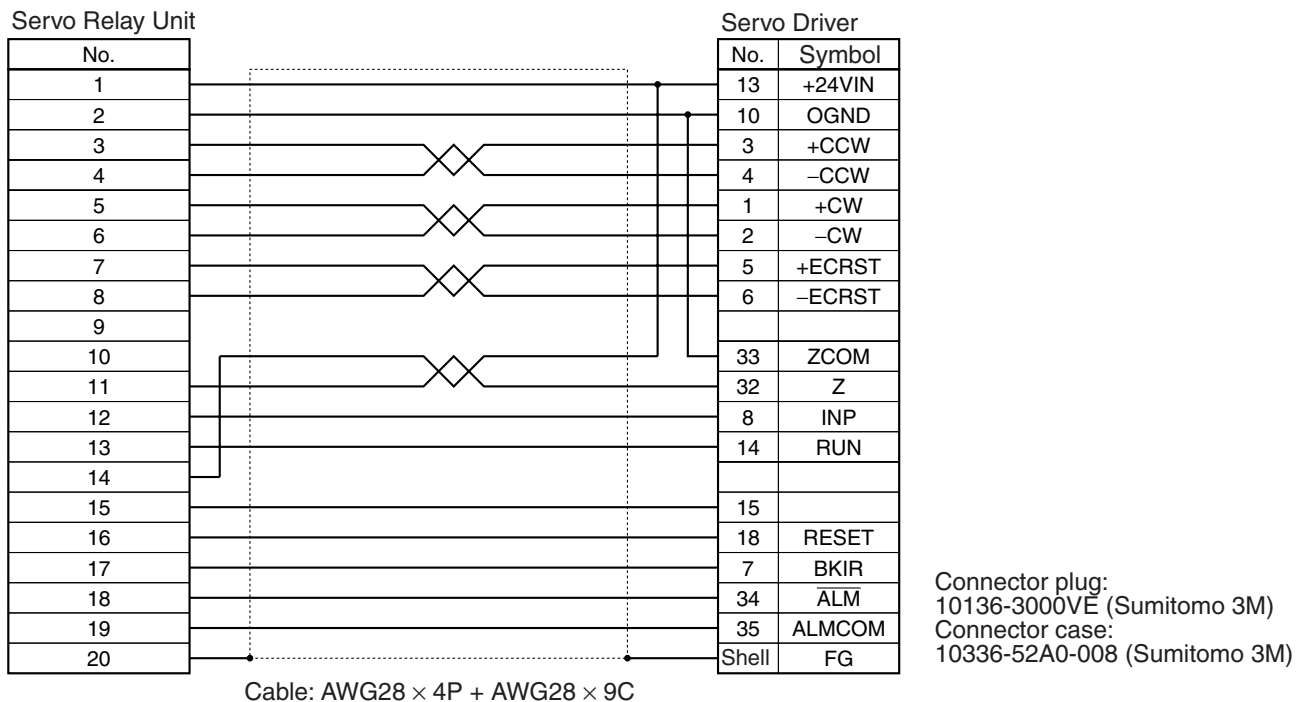 Servo Relay Unit Servo Driver
No. No. Symbol
1 13 +24VIN
2 10 OGND
3 3 +CCW
4 4 −CCW
5 1 +CW
6 2 −CW
7 5 +ECRST
8 6 −ECRST
9
10 33 ZCOM
11 32 Z
12 8 INP
13 14 RUN
14
15 15
16 18 RESET
17 7 BKIR
18 34 A̅L̅M̅
19 35 ALMCOM
20 Shell FG
Cable: AWG28 × 4P + AWG28 × 9C
Connector plug:
10136-3000VE (Sumitomo 3M)
Connector case:
10336-52A0-008 (Sumitomo 3M)